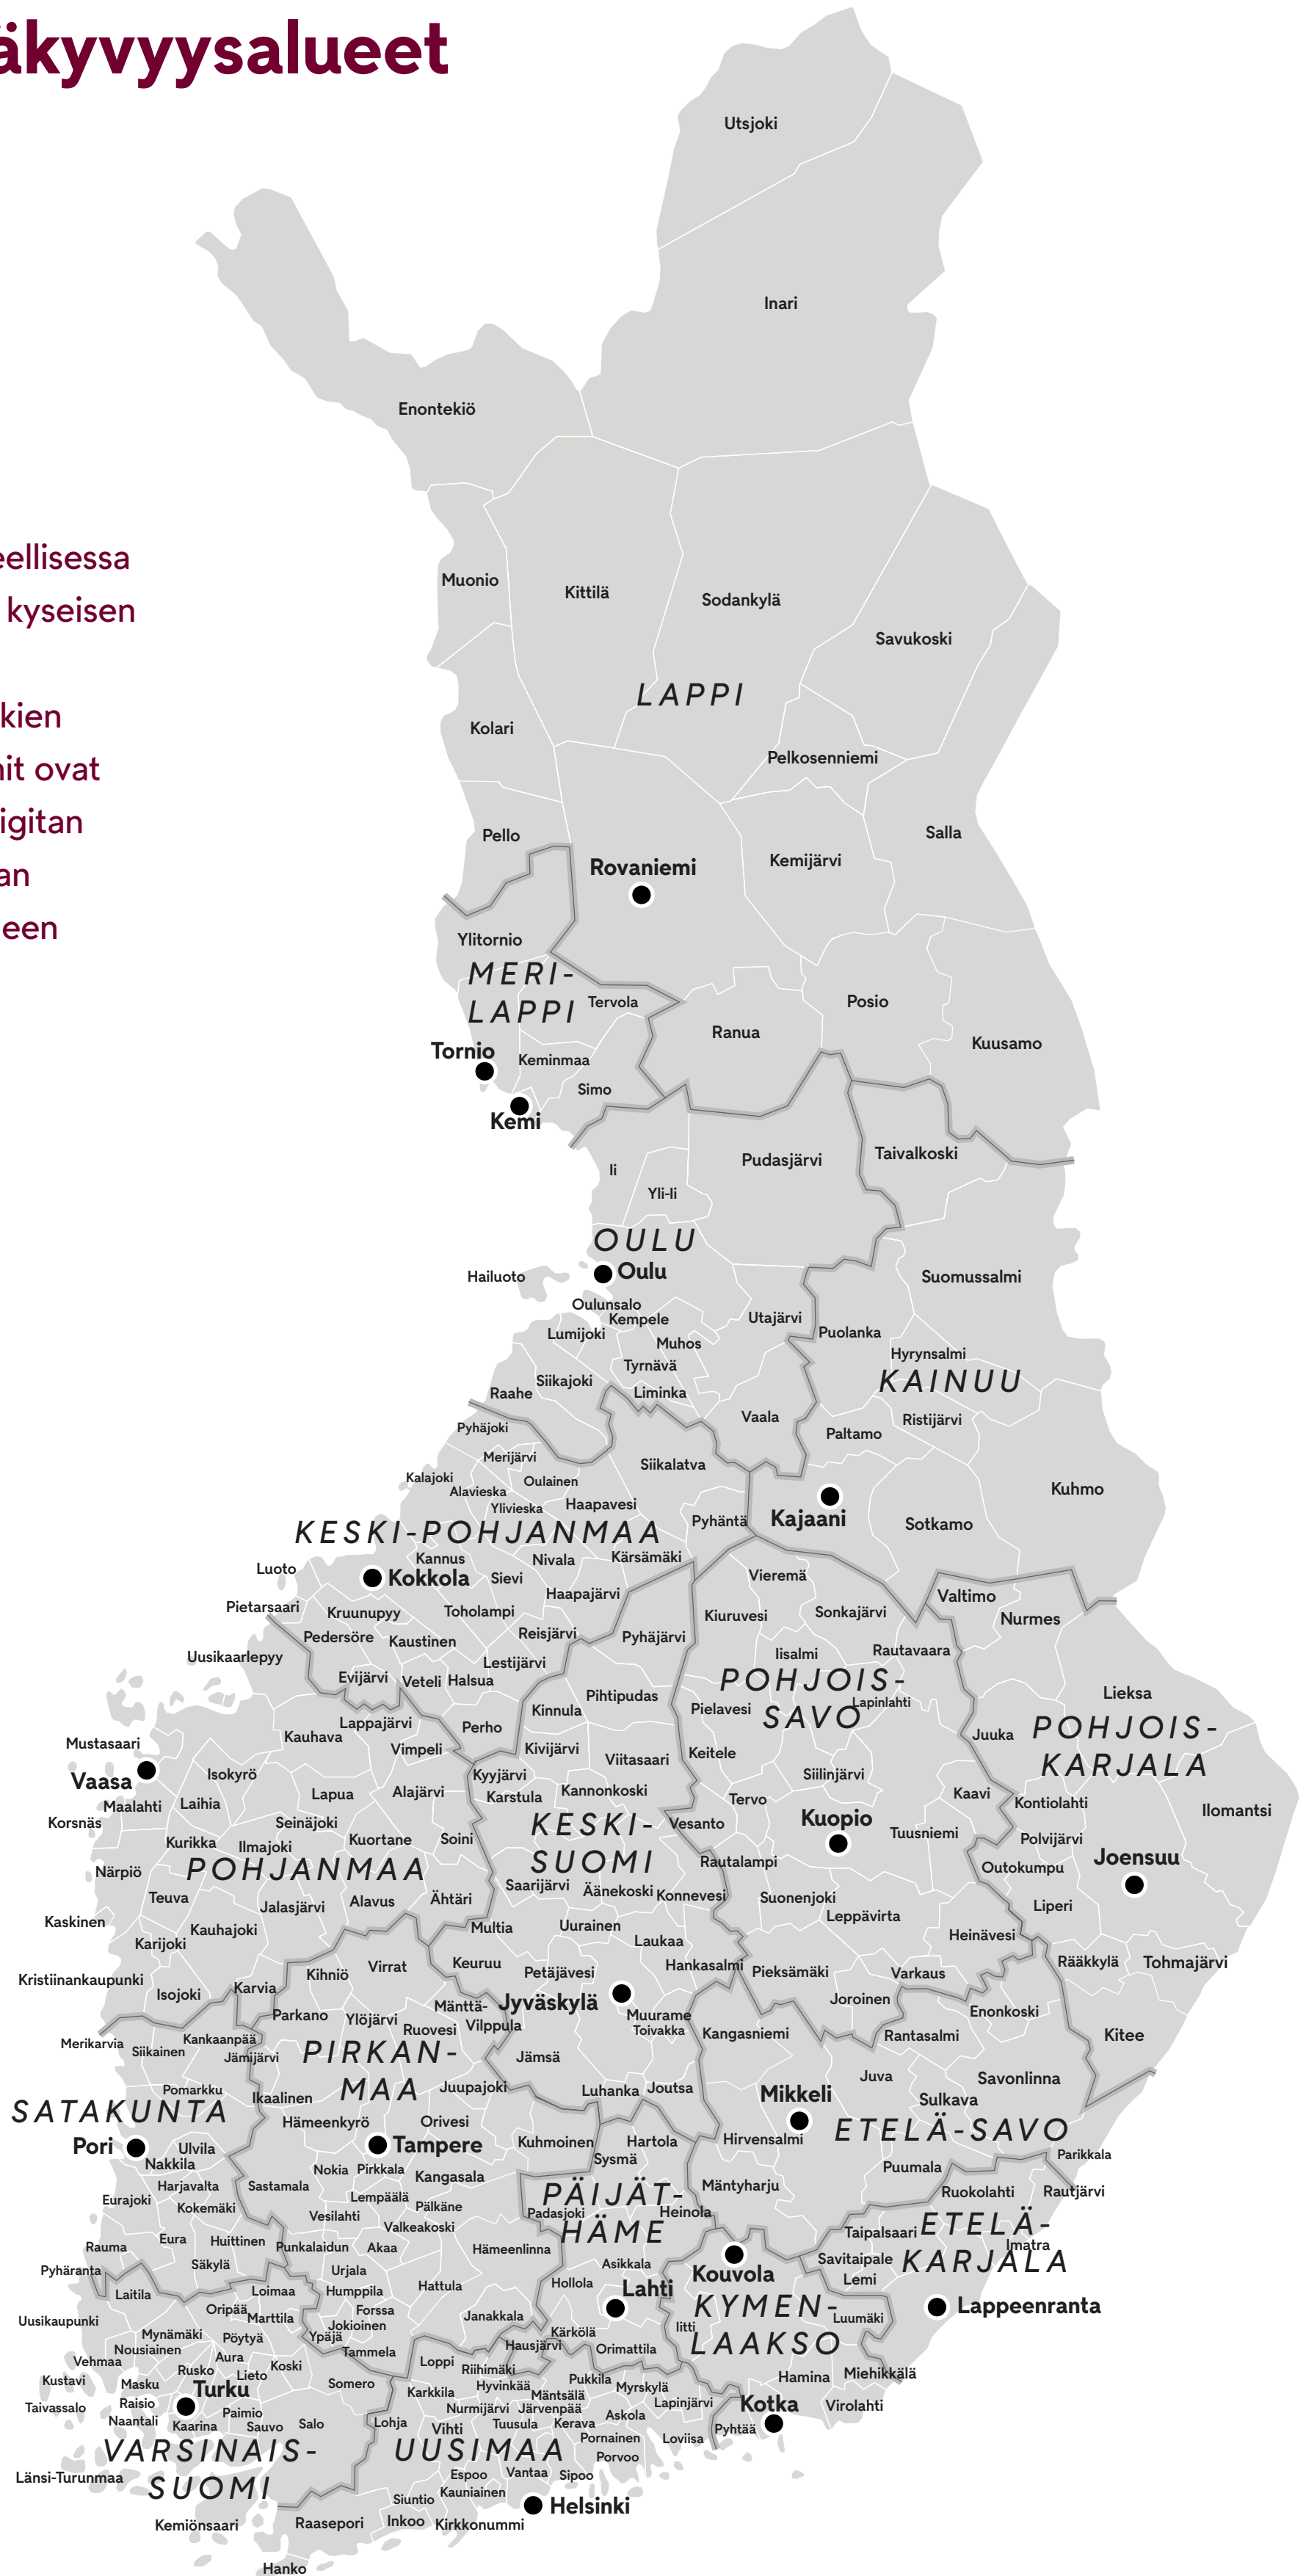 äkyvyysalueet
eellisessa
kyseisen
kien
it ovat
igitan
an
een
Utsjoki
Inari
Enontekiö
Muonio
Kittilä
Sodankylä
Savukoski
LAPPI
Kolari
Pelkosenniemi
Pello
Salla
Rovaniemi
Kemijärvi
Ylitornio
MERI-
LAPPI
Tervola
Posio
Ranua
Kuusamo
Tornio
Keminmaa
Simo
Kemi
Taivalkoski
Pudasjärvi
Ii
Yli-Ii
OULU
Oulu
Hailuoto
Suomussalmi
Oulunsalo
Kempele
Utajärvi
Lumijoki
Puolanka
Muhos
Hyrynsalmi
Tyrnävä
KAINUU
Siikajoki
Liminka
Raahe
Vaala
Ristijärvi
Pyhäjoki
Paltamo
Merijärvi
Siikalatva
Kalajoki
Oulainen
Alavieska
Kuhmo
Ylivieska
Haapavesi
Pyhäntä
Kajaani
Sotkamo
KESKI-POHJANMAA
Kannus
Nivala
Kärsämäki
Luoto
Kokkola
Sievi
Vieremä
Haapajärvi
Valtimo
Pietarsaari
Kruunupyy
Toholampi
Kiuruvesi
Sonkajärvi
Nurmes
Pedersöre
Kaustinen
Reisjärvi
Pyhäjärvi
Uusikaarlepyy
Lestijärvi
Iisalmi
Rautavaara
Evijärvi
Veteli
Halsua
POHJOIS-
SAVO
Pihtipudas
Lieksa
Lapinlahti
Pielavesi
Kinnula
Lappajärvi
Perho
POHJOIS-
KARJALA
Kauhava
Juuka
Mustasaari
Vimpeli
Kivijärvi
Keitele
Viitasaari
Vaasa
Isokyrö
Kyyjärvi
Siilinjärvi
Lapua
Alajärvi
Karstula
Kannonkoski
Kaavi
Maalahti
Laihia
Tervo
Kontiolahti
Ilomantsi
Korsnäs
Seinäjoki
KESKI-
SUOMI
Vesanto
Kuopio
Kurikka
Ilmajoki
Kuortane
Soini
Tuusniemi
Polvijärvi
Närpiö
POHJANMAA
Rautalampi
Outokumpu
Joensuu
Teuva
Jalasjärvi
Alavus
Ähtäri
Saarijärvi
Äänekoski
Konnevesi
Suonenjoki
Liperi
Kaskinen
Kauhajoki
Leppävirta
Karijoki
Multia
Uurainen
Laukaa
Heinävesi
Kristiinankaupunki
Kihniö
Virrat
Keuruu
Petäjävesi
Hankasalmi
Pieksämäki
Varkaus
Rääkkylä
Tohmajärvi
Isojoki
Karvia
Jyväskylä
Joroinen
Parkano
Ylöjärvi
Mänttä-
Vilppula
Muurame
Enonkoski
Merikarvia
Kankaanpää
Ruovesi
Toivakka
Kangasniemi
Rantasalmi
Kitee
Siikainen
Jämijärvi
PIRKAN-
MAA
Jämsä
Juva
Savonlinna
Pomarkku
Ikaalinen
Juupajoki
Luhanka
Joutsa
Mikkeli
Sulkava
SATAKUNTA
Hämeenkyrö
Orivesi
ETELÄ-SAVO
Pori
Ulvila
Tampere
Kuhmoinen
Hartola
Hirvensalmi
Nakkila
Sysmä
Parikkala
Nokia
Pirkkala
Kangasala
Puumala
Harjavalta
Sastamala
Mäntyharju
Ruokolahti
Rautjärvi
Eurajoki
Lempäälä
PÄIJÄT-
HÄME
Kokemäki
Vesilahti
Pälkäne
Padasjoki
Heinola
Valkeakoski
Taipalsaari
ETELÄ-
KARJALA
Eura
Huittinen
Punkalaidun
Akaa
Hämeenlinna
Imatra
Rauma
Kouvola
Savitaipale
Säkylä
Asikkala
Pyhäranta
Urjala
Lemi
Hollola
Lahti
Laitila
Loimaa
Humppila
Hattula
KYMEN-
LAAKSO
Lappeenranta
Oripää
Forssa
Janakkala
Luumäki
Uusikaupunki
Marttila
Jokioinen
Iitti
Mynämäki
Pöytyä
Ypäjä
Kärkölä
Nousiainen
Tammela
Hausjärvi
Orimattila
Vehmaa
Aura
Loppi
Rusko
Lieto
Koski
Riihimäki
Hamina
Miehikkälä
Kustavi
Masku
Somero
Hyvinkää
Pukkila
Myrskylä
Turku
Karkkila
Mäntsälä
Taivassalo
Raisio
Lapinjärvi
Kotka
Virolahti
Nurmijärvi
Järvenpää
Askola
Naantali
Paimio
Kaarina
Sauvo
Salo
Lohja
Vihti
Tuusula
Kerava
Pyhtää
VARSINAIS-
SUOMI
UUSIMAA
Pornainen
Loviisa
Porvoo
Länsi-Turunmaa
Espoo
Vantaa
Sipoo
Kauniainen
Siuntio
Helsinki
Kemiönsaari
Raasepori
Inkoo
Kirkkonummi
Hanko